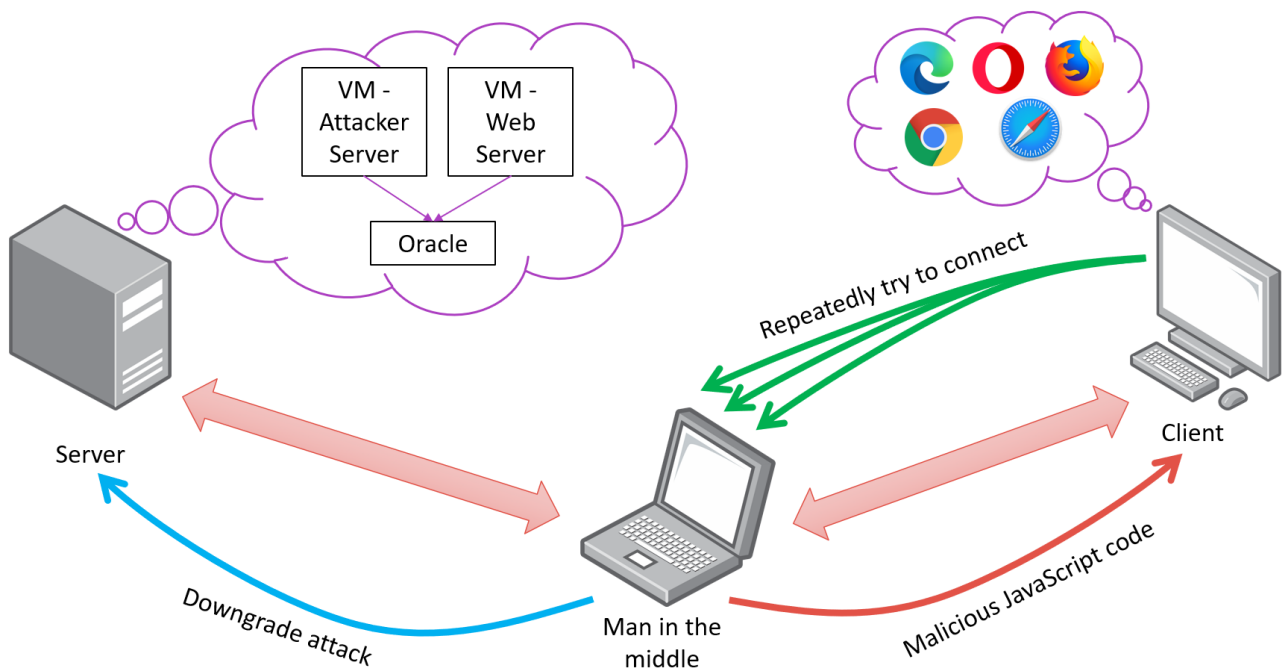 VM -
Attacker
Server
VM -
Web
Server
Oracle
Repeatedly try to connect
Server
Client
Downgrade attack
Man in the
middle
Malicious JavaScript code